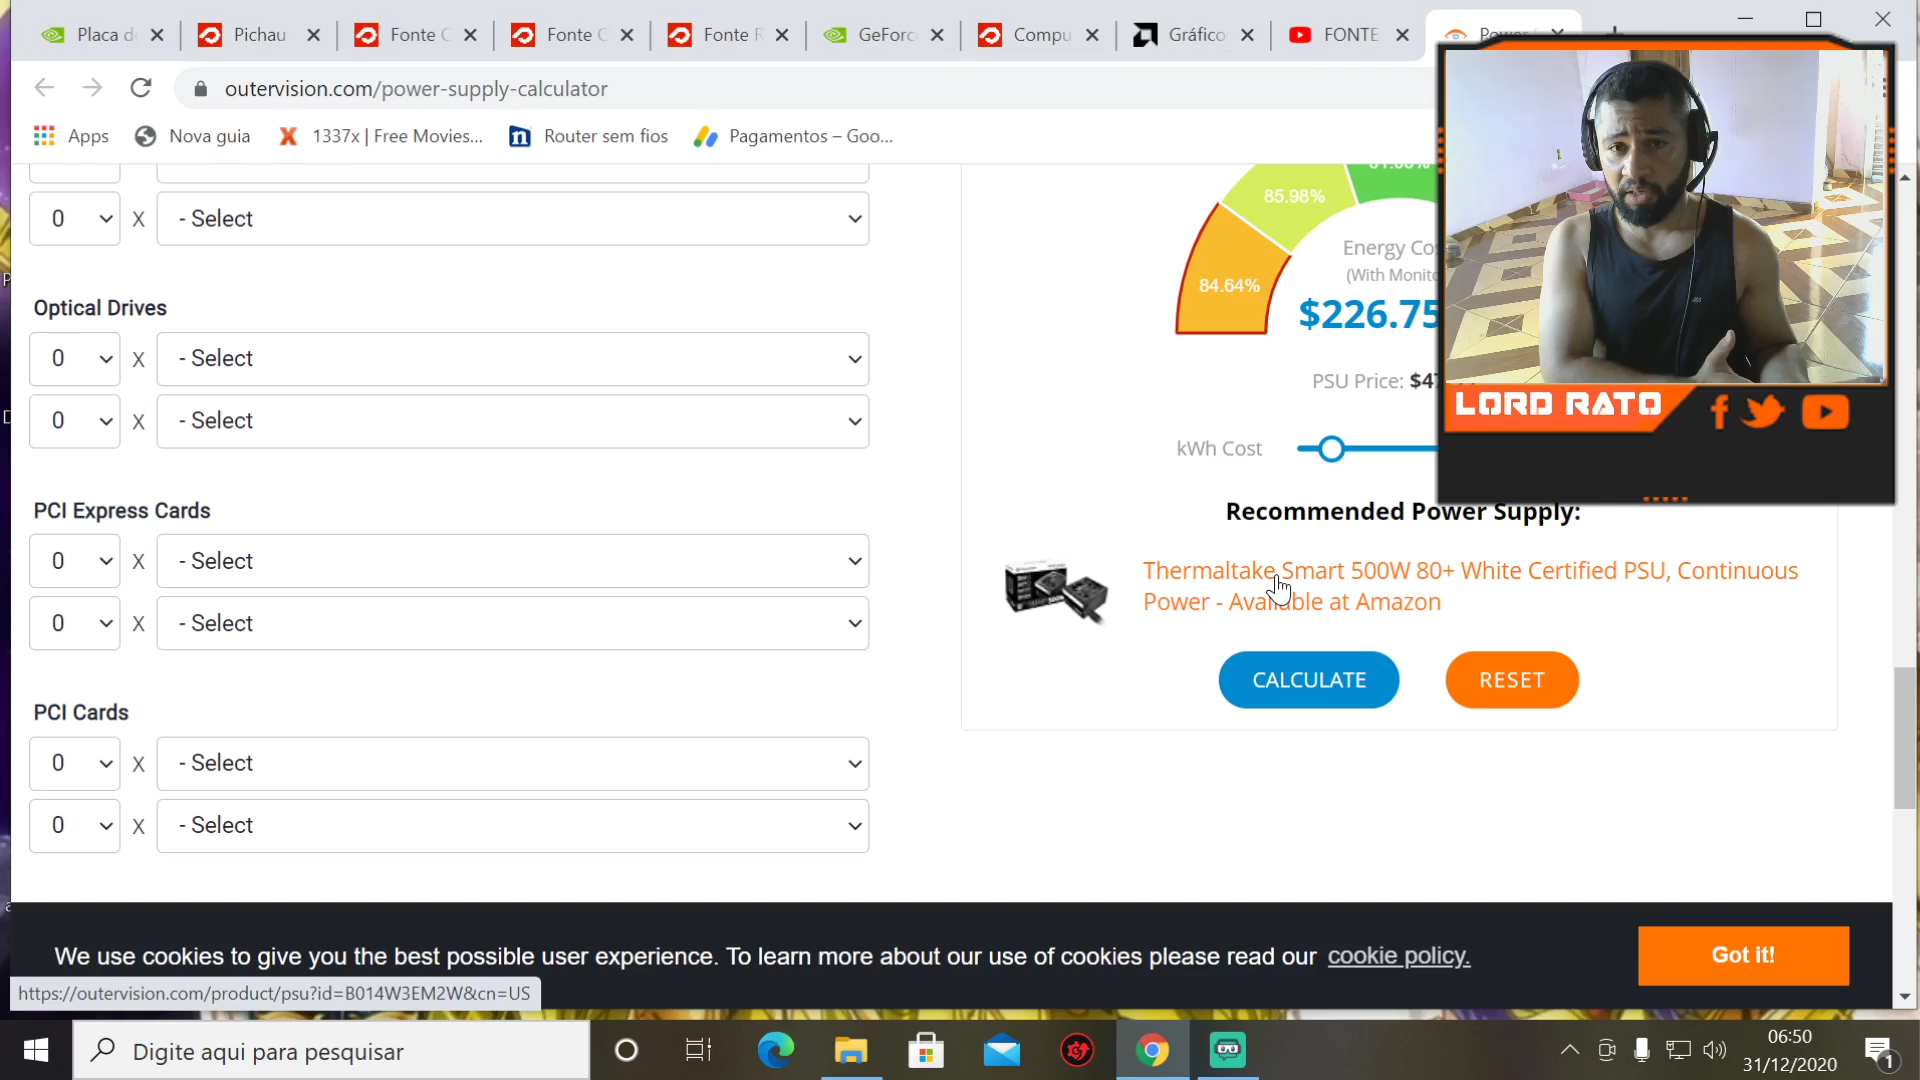 Placa d
Pichau
Fonte C
Fonte C
Fonte R
GeForc
Compu
Gráfico
FONTE
outervision.com/power-supply-calculator
Apps
Nova guia
1337x | Free Movies...
Router sem fios
Pagamentos – Goo...
0 X - Select
Optical Drives
0 X - Select
0 X - Select
PCI Express Cards
0 X - Select
0 X - Select
PCI Cards
0 X - Select
0 X - Select
85.98%
84.64%
Energy Co
(With Monito
$226.75
PSU Price: $4
kWh Cost
LORD RATO
Recommended Power Supply:
Thermaltake Smart 500W 80+ White Certified PSU, Continuous
Power - Available at Amazon
CALCULATE
RESET
We use cookies to give you the best possible user experience. To learn more about our use of cookies please read our cookie policy.
Got it!
https://outervision.com/product/psu?id=B014W3EM2W&cn=US
Digite aqui para pesquisar
06:50
31/12/2020
1